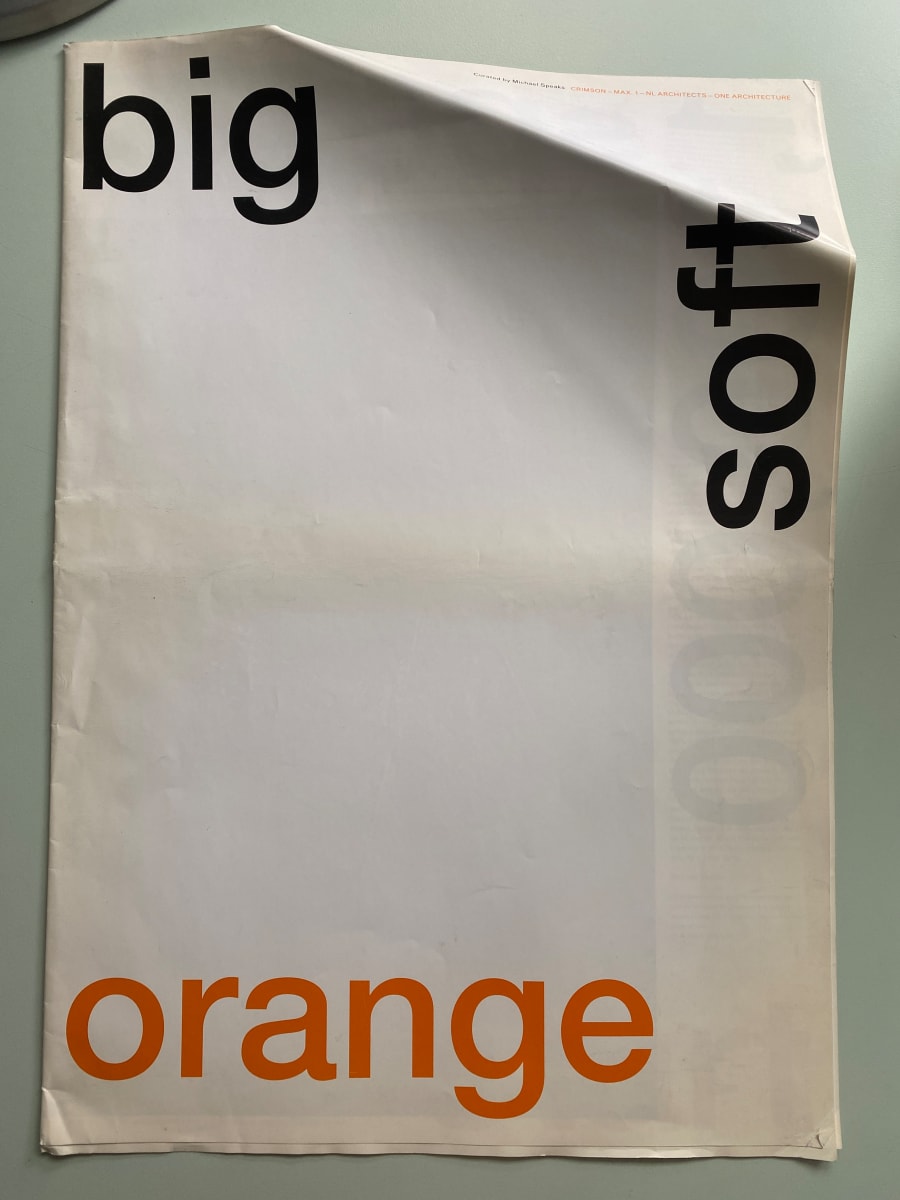 big
Curated by Michael Speaks CRIMSON – MAX. 1 – NL ARCHITECTS – ONE ARCHITECTURE
soft
orange